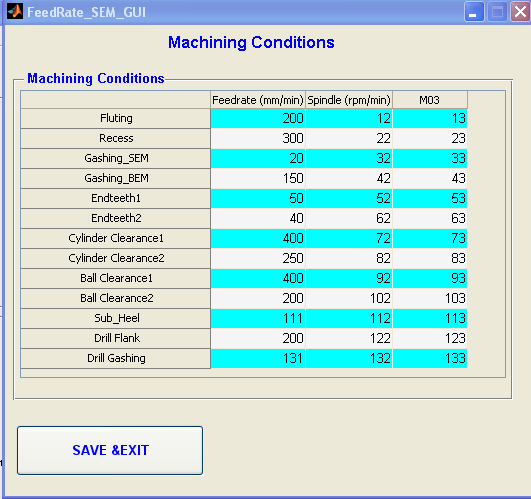 FeedRate_SEM_GUI
Machining Conditions
Machining Conditions
Feedrate (mm/min) Spindle (rpm/min) M03
Fluting 200 12 13
Recess 300 22 23
Gashing_SEM 20 32 33
Gashing_BEM 150 42 43
Endteeth1 50 52 53
Endteeth2 40 62 63
Cylinder Clearance1 400 72 73
Cylinder Clearance2 250 82 83
Ball Clearance1 400 92 93
Ball Clearance2 200 102 103
Sub_Heel 111 112 113
Drill Flank 200 122 123
Drill Gashing 131 132 133
SAVE &EXIT